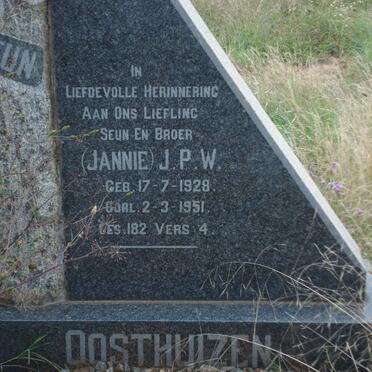 UN
IN
LIEFDEVOLLE HERINNERING
AAN ONS LIEFLING
SEUN EN BROER
(JANNIE) J.P.W.
GEB. 17-7-1928.
OORL. 2-3-1951.
GES. 182 VERS 4.
OOSTHUIZEN